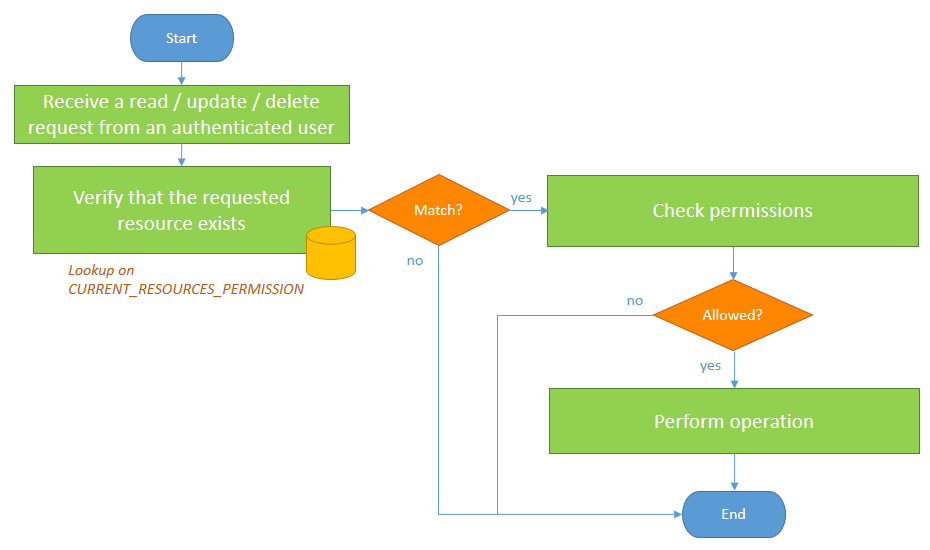 Start
Receive a read / update / delete
request from an authenticated user
Verify that the requested
resource exists
Lookup on
CURRENT_RESOURCES_PERMISSION
Match?
yes
no
Check permissions
Allowed?
no
yes
Perform operation
End